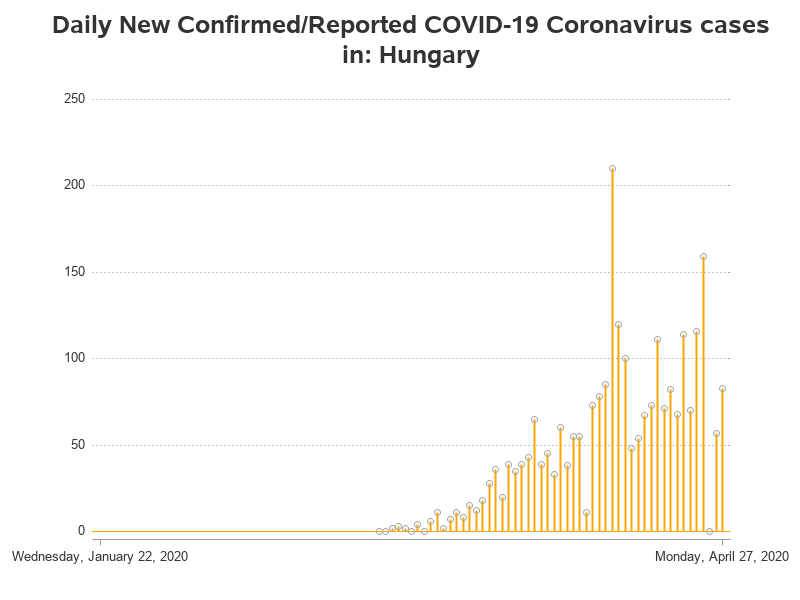 Daily New Confirmed/Reported COVID-19 Coronavirus cases
in: Hungary
250
200
150
100
50
0
Wednesday, January 22, 2020
Monday, April 27, 2020